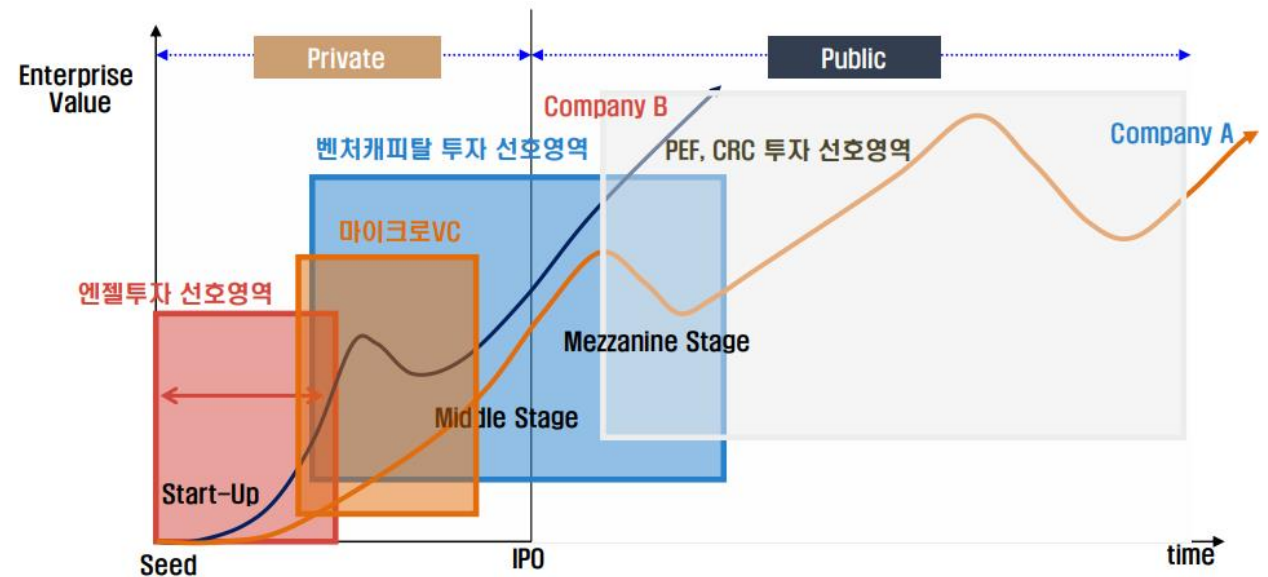 Private
Public
Enterprise
Value
Company B
Company A
벤처캐피탈 투자 선호영역
PEF, CRC 투자 선호영역
마이크로VC
엔젤투자 선호영역
Mezzanine Stage
Middle Stage
Start-Up
Seed
IPO
time